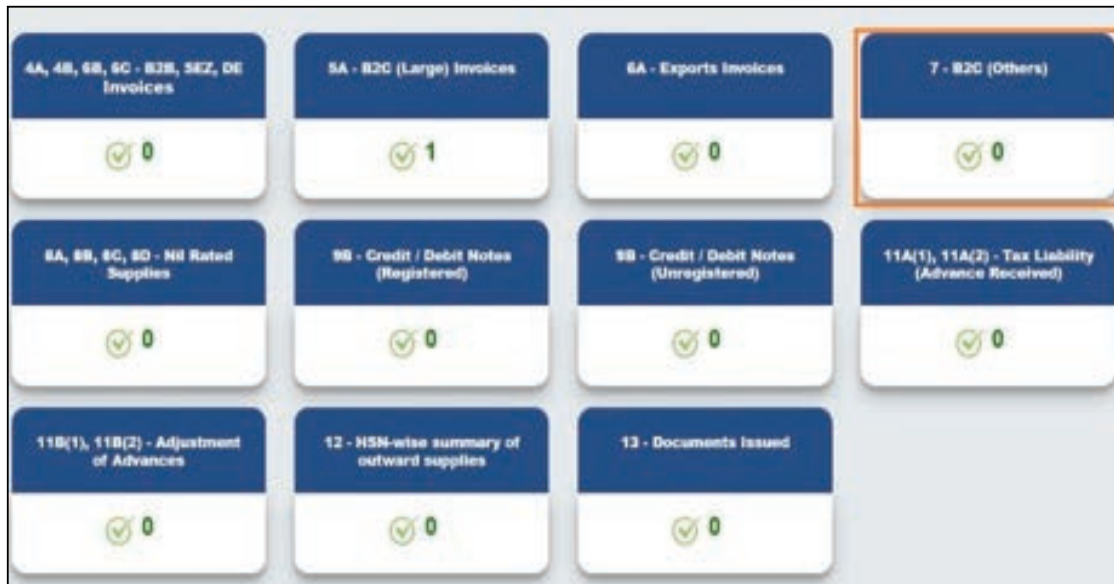 4A, 4B, 6B, 6C - B2B, SEZ, DE
Invoices
0
5A - B2C (Large) Invoices
1
6A - Exports Invoices
0
7 - B2C (Others)
0
8A, 8B, 8C, 8D - Nil Rated
Supplies
0
9B - Credit / Debit Notes
(Registered)
0
9B - Credit / Debit Notes
(Unregistered)
0
11A(1), 11A(2) - Tax Liability
(Advance Received)
0
11B(1), 11B(2) - Adjustment
of Advances
0
12 - HSN-wise summary of
outward supplies
0
13 - Documents Issued
0